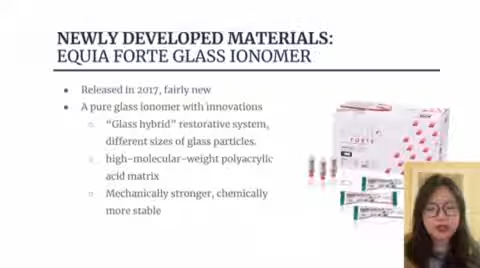 NEWLY DEVELOPED MATERIALS:
EQUIA FORTE GLASS IONOMER
● Released in 2017, fairly new
● A pure glass ionomer with innovations
○ “Glass hybrid” restorative system,
different sizes of glass particles.
○ high-molecular-weight polyacrylic
acid matrix
○ Mechanically stronger, chemically
more stable
FORTE